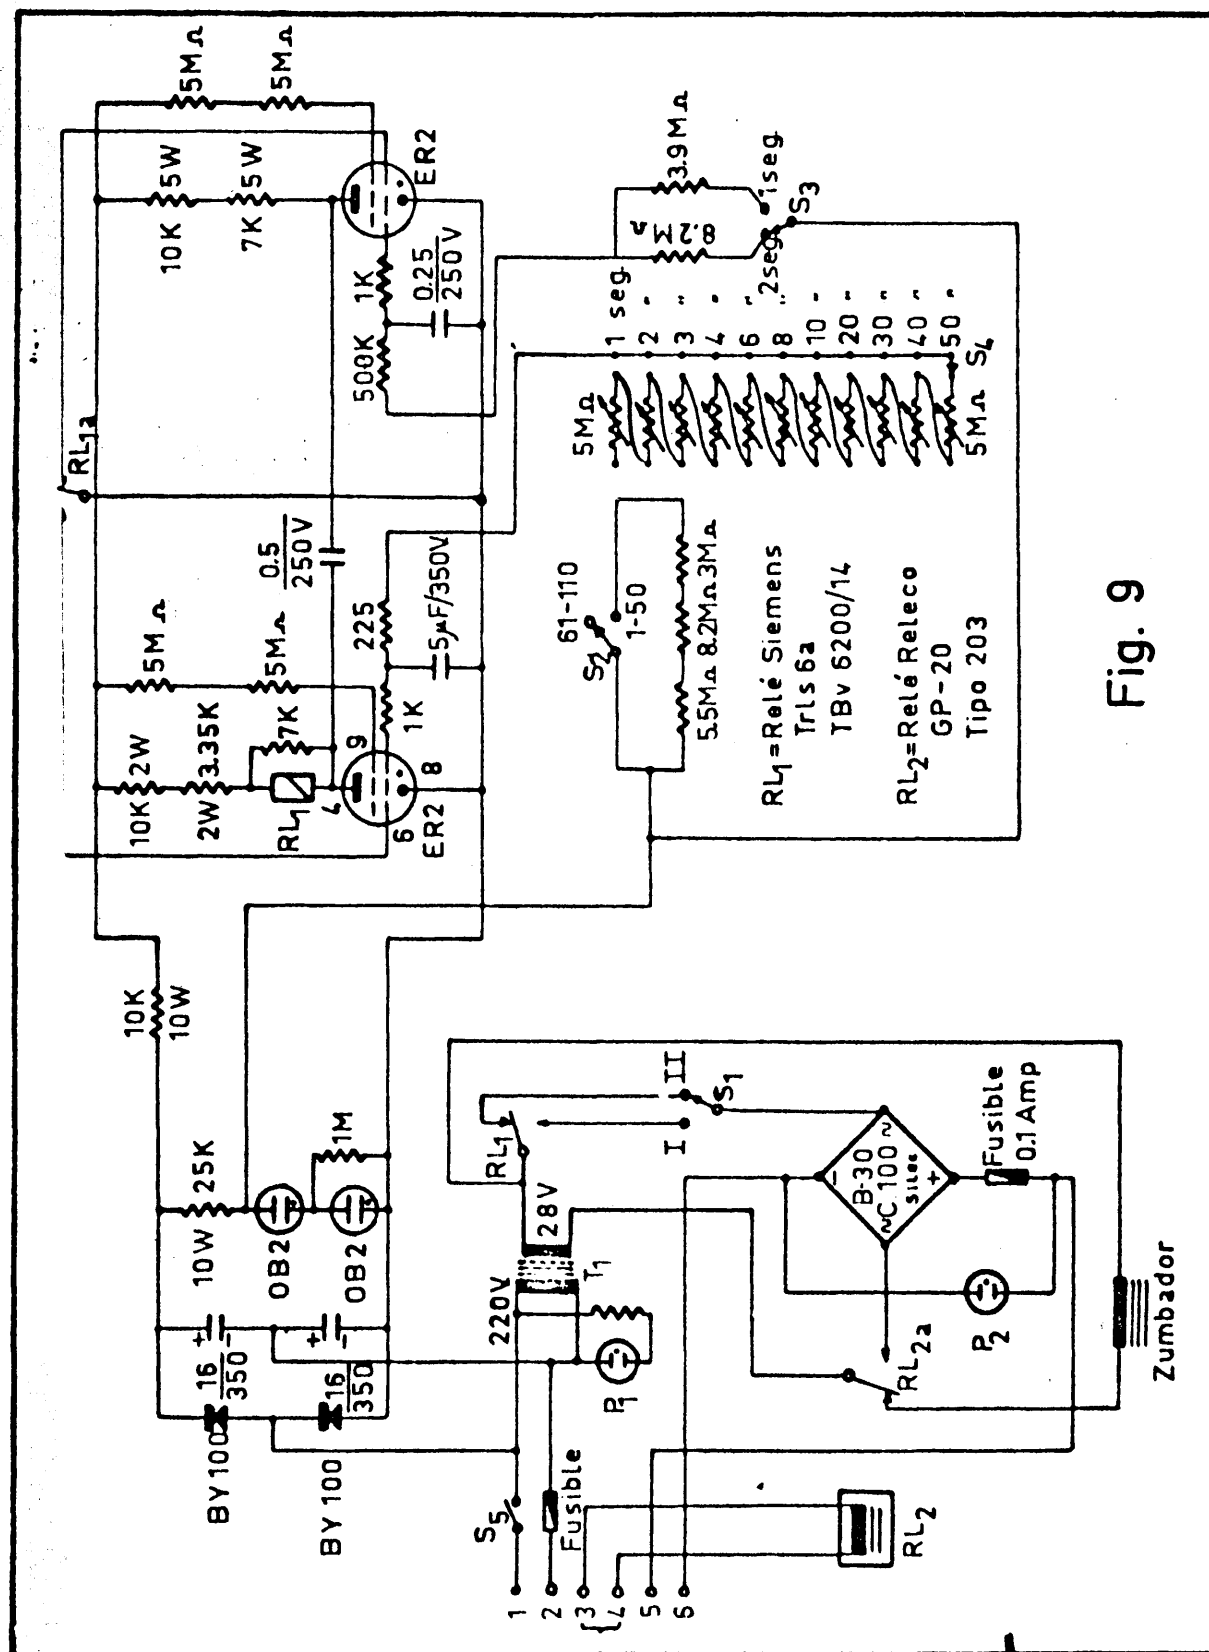 BY100
16
350
+
-
BY 100
16
350
+
-
10W 25K
OB2
OB2
1M
10K
10W
10K 2W
2W 3.35K
RL1
7K
5MΩ
5MΩ
4
9
6
8
ER2
1K
225
5µF/350V
0.5
250V
RL1a
10K 5W
7K 5W
5MΩ
5MΩ
ER2
1K
500K
0.25
250V
8.2MΩ
3.9MΩ
2seg
1seg
S3
5MΩ
1 seg
2 "
3 "
4 "
6 "
8 "
10 "
20 "
30 "
40 "
50 "
S4
5MΩ
61-110
S2
1-50
5.5MΩ 8.2MΩ 3MΩ
RL1=Relé Siemens
Trls 6a
TBv 6200/14
RL2=Relé Releco
GP-20
Tipo 203
S5
Fusible
220V
28V
T1
P1
RL1
I
II
S1
B-30
C.100
~
~
-
+
Fusible
0.1 Amp
P2
RL2a
Zumbador
RL2
1
2
3
4
5
6
Fig. 9